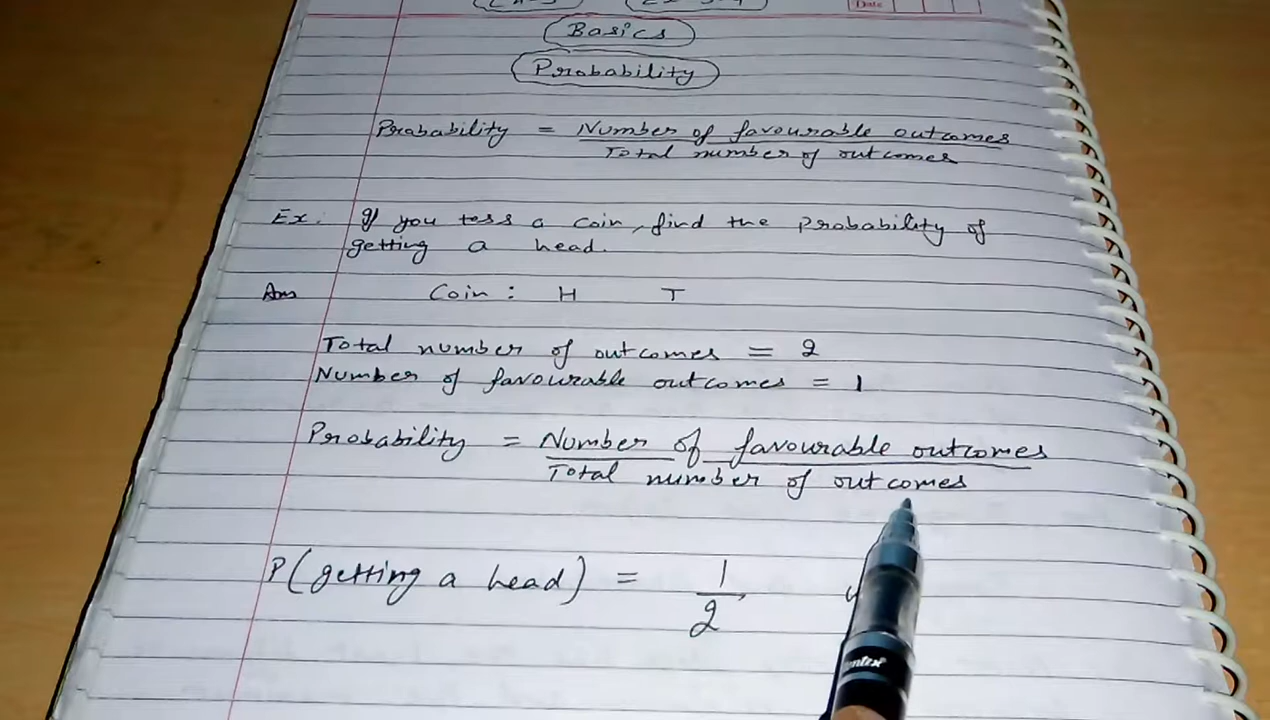 Date
Basics
Probability
Probability = Number of favourable outcomes
Total number of outcomes
Ex. If you toss a coin, find the probability of
getting a head.
Ans Coin : H T
Total number of outcomes = 2
Number of favourable outcomes = 1
Probability = Number of favourable outcomes
Total number of outcomes
P(getting a head) = 1
2